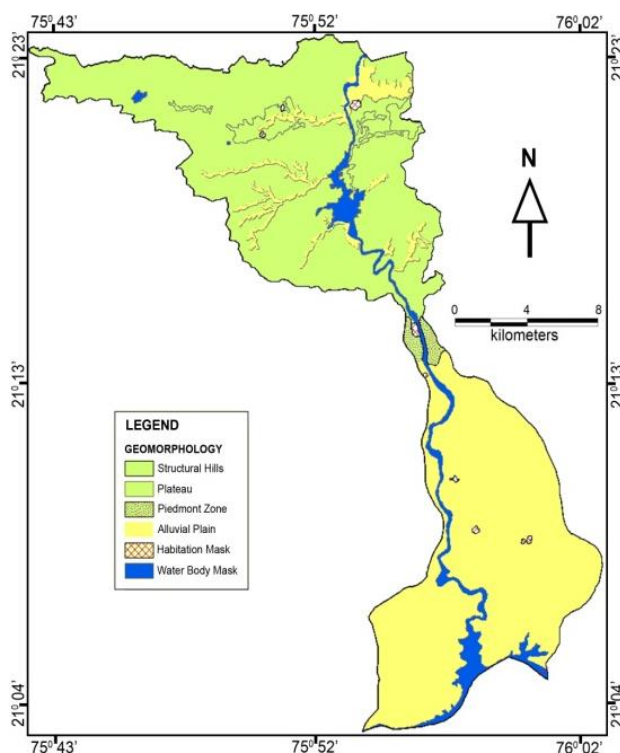 75°43' 75°52' 76°02'
21°23' 21°23'
N
0 4 8
kilometers
21°13' 21°13'
LEGEND
GEOMORPHOLOGY
Structural Hills
Plateau
Piedmont Zone
Alluvial Plain
Habitation Mask
Water Body Mask
21°04' 21°04'
75°43' 75°52' 76°02'